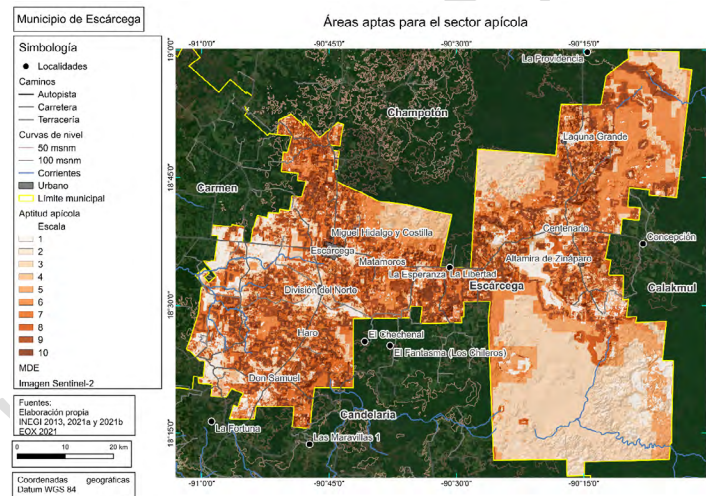 Municipio de Escárcega
Áreas aptas para el sector apícola
Simbología
Localidades
Caminos
Autopista
Carretera
Terracería
Curvas de nivel
50 msnm
100 msnm
Corrientes
Urbano
Límite municipal
Aptitud apícola
Escala
1
2
3
4
5
6
7
8
9
10
MDE
Imagen Sentinel-2
Fuentes:
Elaboración propia
INEGI 2013, 2021a y 2021b
EOX 2021
0 10 20 km
Coordenadas geográficas
Datum WGS 84
-91°0'0" -90°45'0" -90°30'0" -90°15'0"
19°0'0"
18°45'0"
18°30'0"
18°15'0"
La Providencia
Champotón
Laguna Grande
Carmen
Miguel Hidalgo y Costilla
Centenario
Concepción
Escárcega
Matamoros
Altamira de Zináparo
La Esperanza
La Libertad
División del Norte
Escárcega
Calakmul
Haro
El Chechenal
El Fantasma (Los Chileros)
Don Samuel
Candelaria
La Fortuna
Las Maravillas 1
-91°0'0" -90°45'0" -90°30'0" -90°15'0"